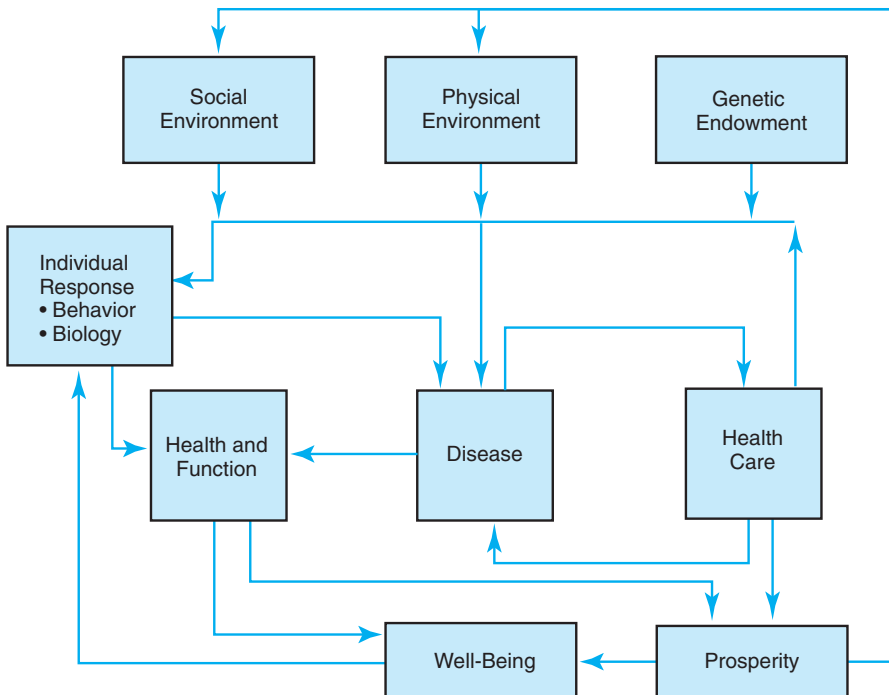 Social
Environment
Physical
Environment
Genetic
Endowment
Individual
Response
• Behavior
• Biology
Health and
Function
Disease
Health
Care
Well-Being
Prosperity